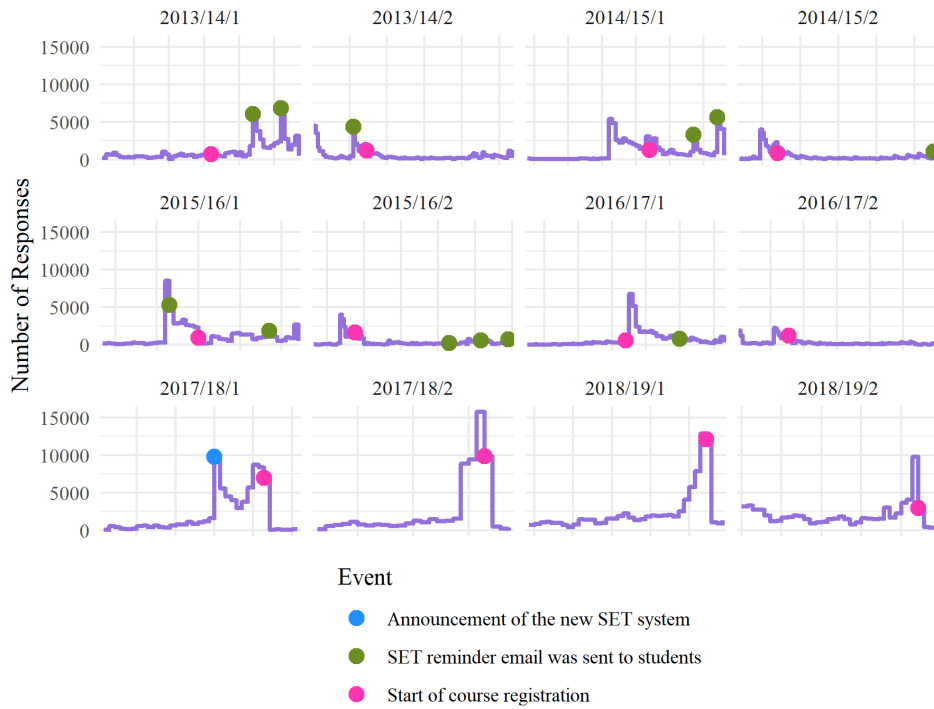 2013/14/1 2013/14/2 2014/15/1 2014/15/2
15000
10000
5000
0
2015/16/1 2015/16/2 2016/17/1 2016/17/2
15000
10000
5000
0
2017/18/1 2017/18/2 2018/19/1 2018/19/2
15000
10000
5000
0
Number of Responses
Event
Announcement of the new SET system
SET reminder email was sent to students
Start of course registration